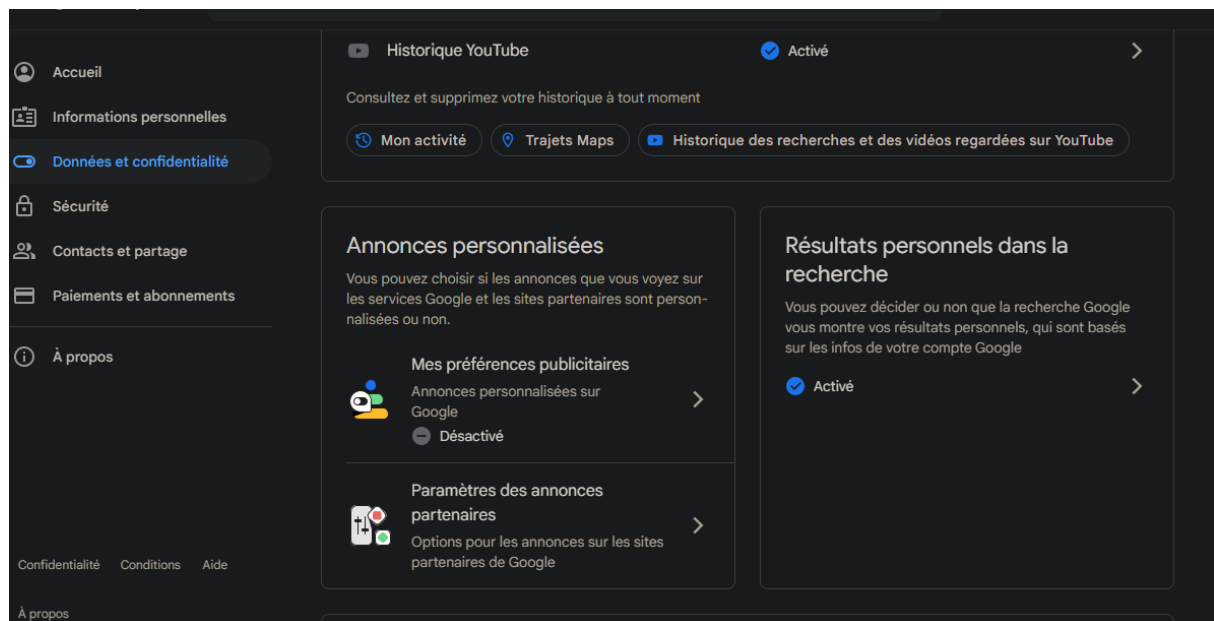 Accueil
Informations personnelles
Données et confidentialité
Sécurité
Contacts et partage
Paiements et abonnements
À propos
Confidentialité Conditions Aide
À propos
Historique YouTube
Activé
Consultez et supprimez votre historique à tout moment
Mon activité
Trajets Maps
Historique des recherches et des vidéos regardées sur YouTube
Annonces personnalisées
Vous pouvez choisir si les annonces que vous voyez sur
les services Google et les sites partenaires sont person-
nalisées ou non.
Mes préférences publicitaires
Annonces personnalisées sur
Google
Désactivé
Paramètres des annonces
partenaires
Options pour les annonces sur les sites
partenaires de Google
Résultats personnels dans la
recherche
Vous pouvez décider ou non que la recherche Google
vous montre vos résultats personnels, qui sont basés
sur les infos de votre compte Google
Activé